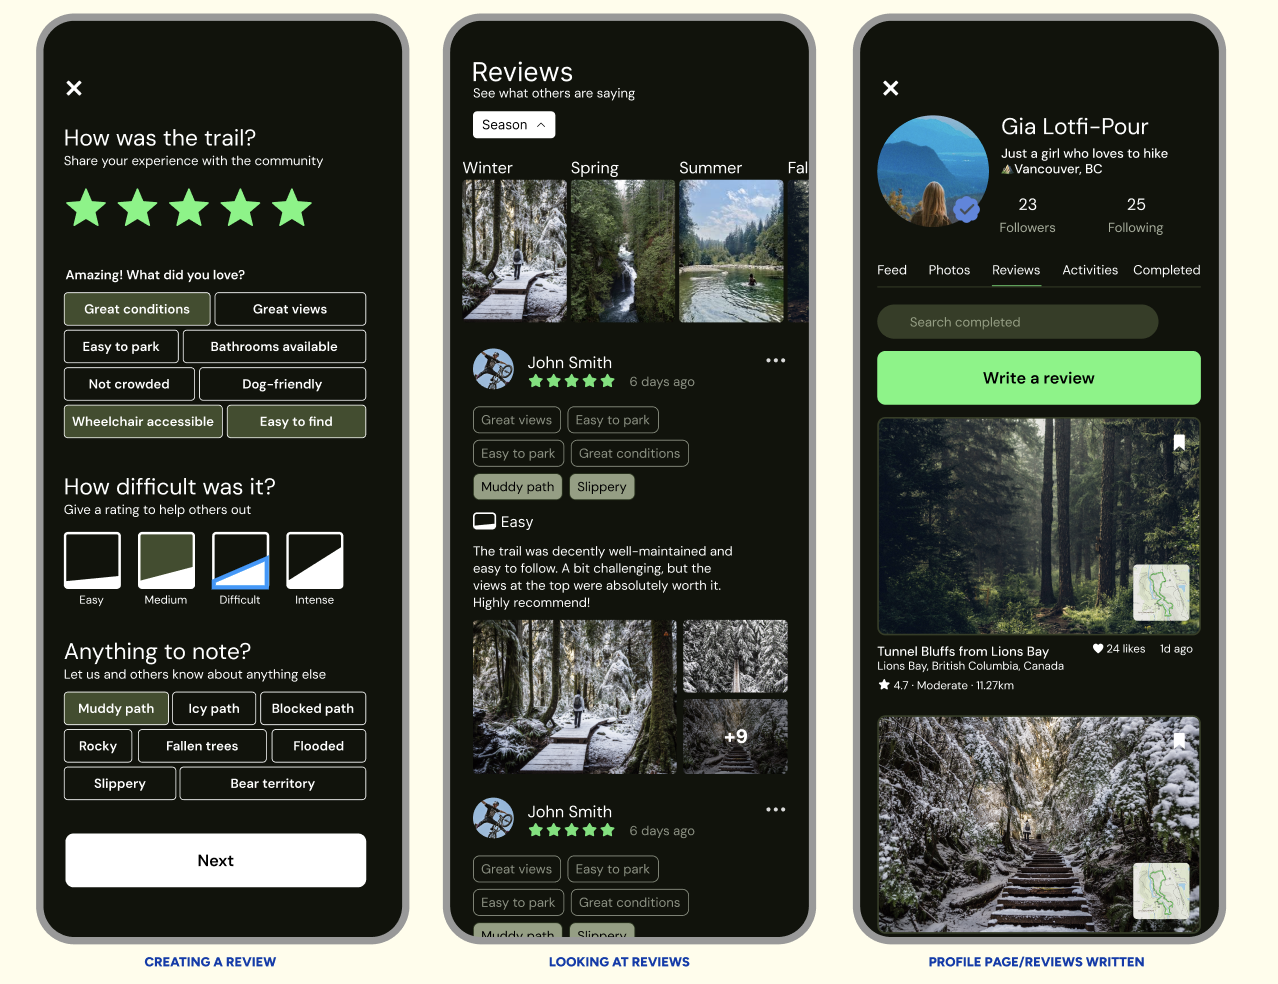 How was the trail?
Share your experience with the community
Amazing! What did you love?
Great conditions
Great views
Easy to park
Bathrooms available
Not crowded
Dog-friendly
Wheelchair accessible
Easy to find
How difficult was it?
Give a rating to help others out
Easy
Medium
Difficult
Intense
Anything to note?
Let us and others know about anything else
Muddy path
Icy path
Blocked path
Rocky
Fallen trees
Flooded
Slippery
Bear territory
Next
CREATING A REVIEW
Reviews
See what others are saying
Season
Winter
Spring
Summer
Fal
John Smith
6 days ago
Great views
Easy to park
Easy to park
Great conditions
Muddy path
Slippery
Easy
The trail was decently well-maintained and
easy to follow. A bit challenging, but the
views at the top were absolutely worth it.
Highly recommend!
+9
John Smith
6 days ago
Great views
Easy to park
Easy to park
Great conditions
Muddy path
Slippery
LOOKING AT REVIEWS
Gia Lotfi-Pour
Just a girl who loves to hike
Vancouver, BC
23
Followers
25
Following
Feed
Photos
Reviews
Activities
Completed
Search completed
Write a review
Tunnel Bluffs from Lions Bay
24 likes
1d ago
Lions Bay, British Columbia, Canada
4.7 · Moderate · 11.27km
PROFILE PAGE/REVIEWS WRITTEN